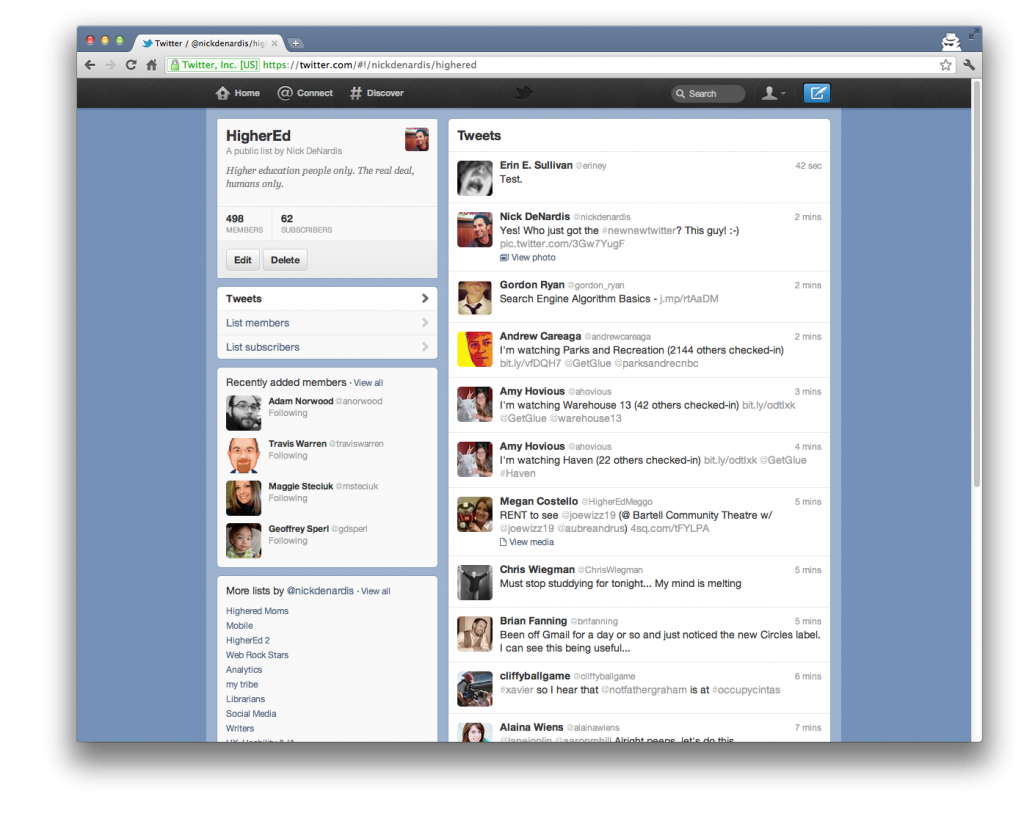 Twitter / @nickdenardis/high
Twitter, Inc. [US] https://twitter.com/#!/nickdenardis/highered
Home Connect Discover Search
HigherEd
A public list by Nick DeNardis
Higher education people only. The real deal,
humans only.
498 62
MEMBERS SUBSCRIBERS
Edit Delete
Tweets
List members
List subscribers
Recently added members · View all
Adam Norwood @anorwood
Following
Travis Warren @traviswarren
Following
Maggie Steciuk @msteciuk
Following
Geoffrey Sperl @gdsperl
Following
More lists by @nickdenardis · View all
Highered Moms
Mobile
HigherEd 2
Web Rock Stars
Analytics
my tribe
Librarians
Social Media
Writers
Tweets
Erin E. Sullivan @eriney 42 sec
Test.
Nick DeNardis @nickdenardis 2 mins
Yes! Who just got the #newnewtwitter? This guy! :-)
pic.twitter.com/3Gw7YugF
View photo
Gordon Ryan @gordon_ryan 2 mins
Search Engine Algorithm Basics - j.mp/rtAaDM
Andrew Careaga @andrewcareaga 2 mins
I'm watching Parks and Recreation (2144 others checked-in)
bit.ly/vfDQH7 @GetGlue @parksandrecnbc
Amy Hovious @ahovious 3 mins
I'm watching Warehouse 13 (42 others checked-in) bit.ly/odtIxk
@GetGlue @warehouse13
Amy Hovious @ahovious 4 mins
I'm watching Haven (22 others checked-in) bit.ly/odtIxk @GetGlue
#Haven
Megan Costello @HigherEdMeggo 5 mins
RENT to see @joewizz19 (@ Bartell Community Theatre w/
@joewizz19 @aubreandrus) 4sq.com/tFYLPA
View media
Chris Wiegman @ChrisWiegman 5 mins
Must stop studdying for tonight... My mind is melting
Brian Fanning @brifanning 5 mins
Been off Gmail for a day or so and just noticed the new Circles label.
I can see this being useful...
cliffyballgame @cliffyballgame 6 mins
#xavier so I hear that @notfathergraham is at #occupycintas
Alaina Wiens @alainawiens 7 mins
@janejoplin @aaronmhill Alright peeps, let's do this